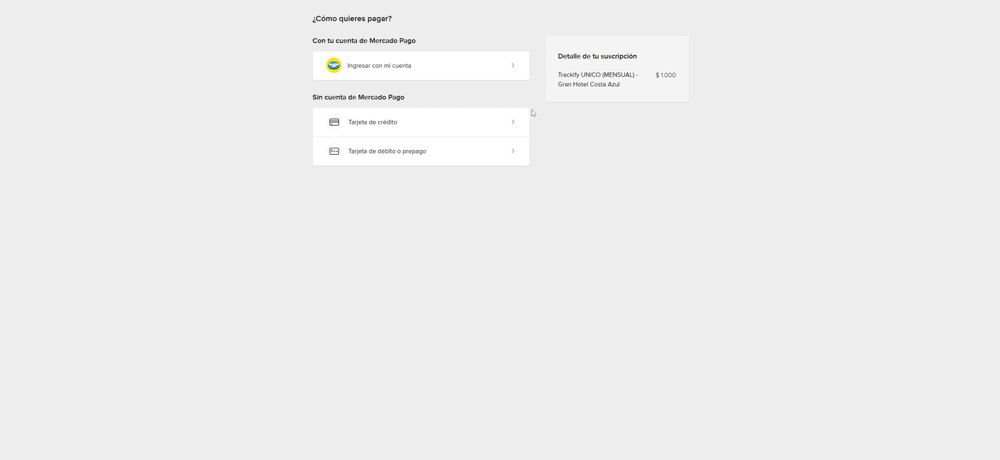 ¿Cómo quieres pagar?
Con tu cuenta de Mercado Pago
Ingresar con mi cuenta
Sin cuenta de Mercado Pago
Tarjeta de crédito
Tarjeta de débito o prepago
Detalle de tu suscripción
Trackify UNICO (MENSUAL) - $ 1.000
Gran Hotel Costa Azul